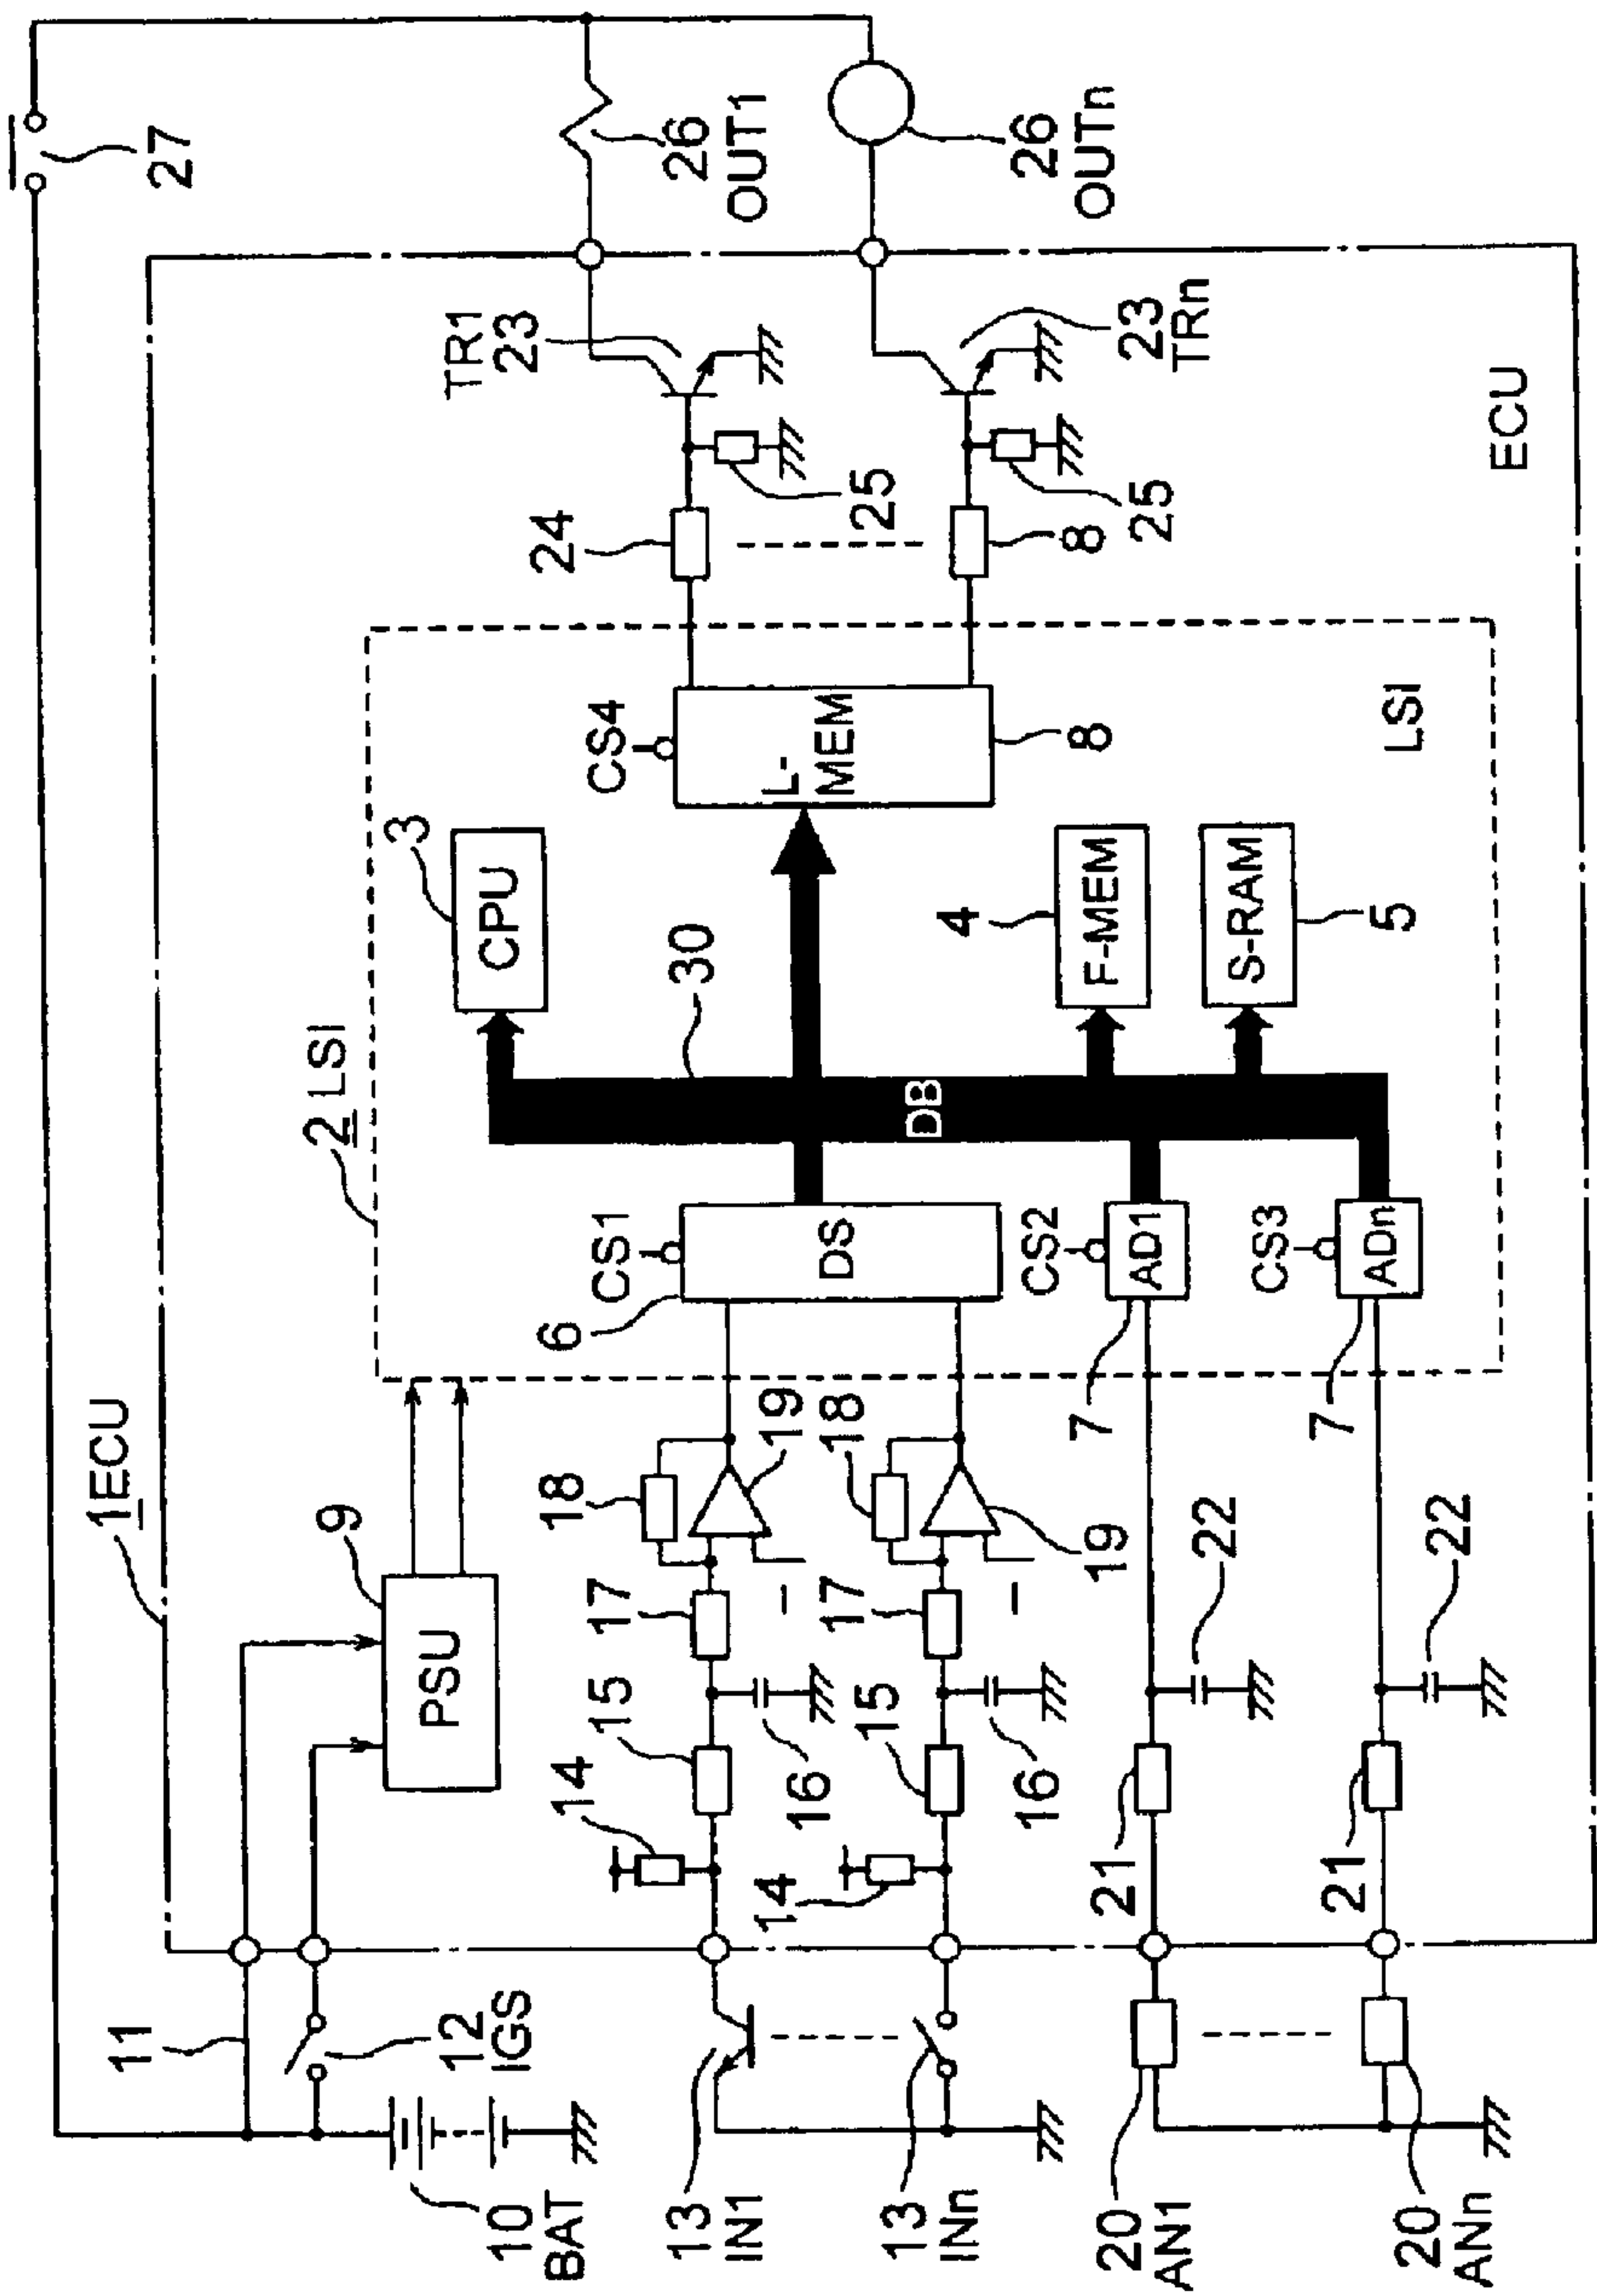 27
26
OUT1
26
OUTn
TR1
23
23
TRn
24
25
8
25
ECU
CS4
L-
MEM
8
LSI
3
CPU
30
4
F-MEM
S-RAM
5
2 LSI
DB
CS1
DS
6
CS2
AD1
7
CS3
ADn
7
1ECU
9
PSU
18
19
18
19
17
17
15
16
15
16
14
14
22
22
21
21
11
12
IGS
10
BAT
13
IN1
13
INn
20
AN1
20
ANn